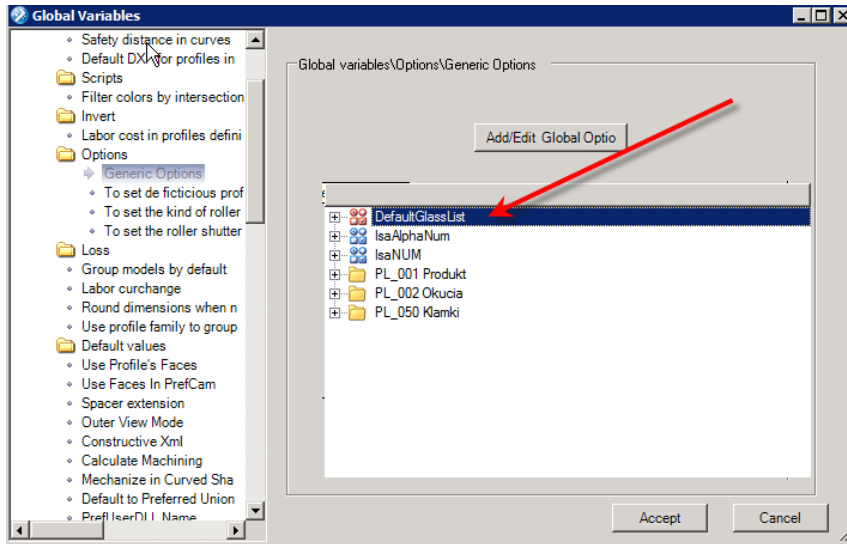 Global Variables
Safety distance in curves
Default DXF for profiles in
Scripts
Filter colors by intersection
Invert
Labor cost in profiles defini
Options
Generic Options
To set de ficticious prof
To set the kind of roller
To set the roller shutter
Loss
Group models by default
Labor curchange
Round dimensions when n
Use profile family to group
Default values
Use Profile's Faces
Use Faces In PrefCam
Spacer extension
Outer View Mode
Constructive Xml
Calculate Machining
Mechanize in Curved Sha
Default to Preferred Union
PrefUserDLL Name
Global variables\Options\Generic Options
Add/Edit Global Optio
DefaultGlassList
IsaAlphaNum
IsaNUM
PL_001 Produkt
PL_002 Okucia
PL_050 Klamki
Accept
Cancel